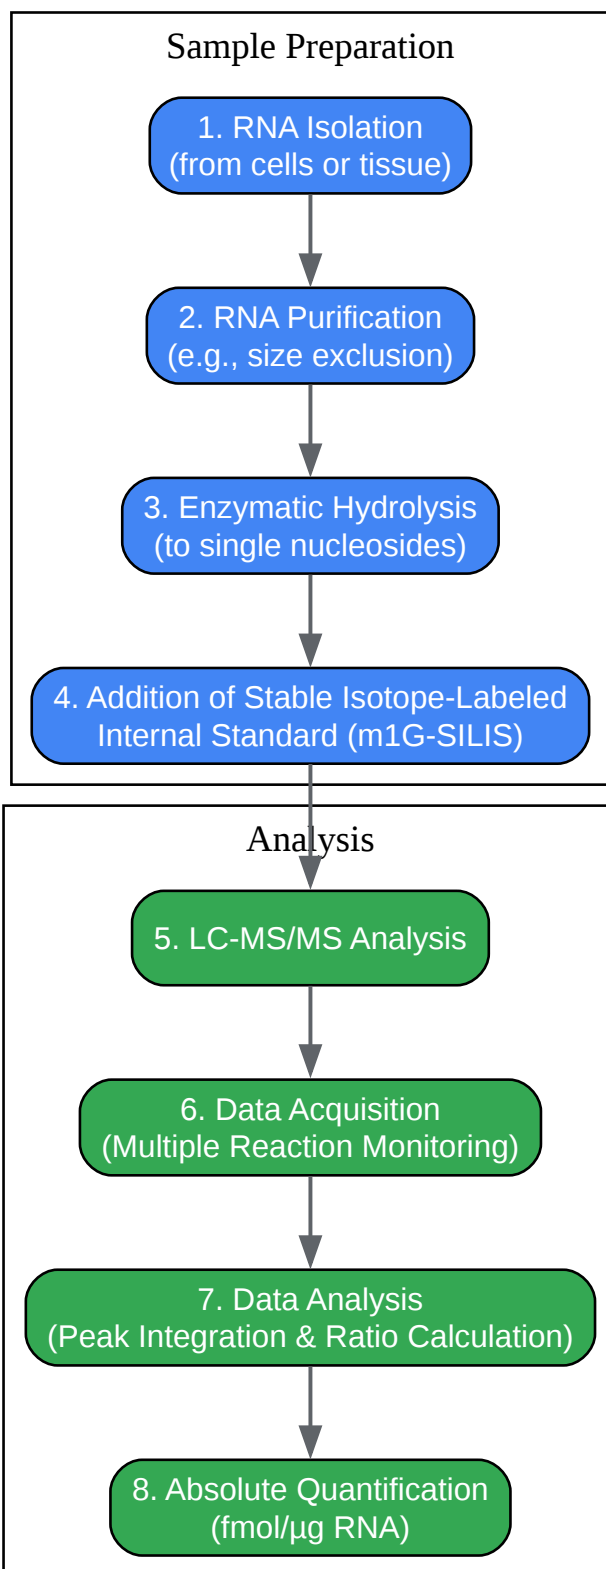 Sample Preparation
1. RNA Isolation
(from cells or tissue)
2. RNA Purification
(e.g., size exclusion)
3. Enzymatic Hydrolysis
(to single nucleosides)
4. Addition of Stable Isotope-Labeled
Internal Standard (m1G-SILIS)
Analysis
5. LC-MS/MS Analysis
6. Data Acquisition
(Multiple Reaction Monitoring)
7. Data Analysis
(Peak Integration & Ratio Calculation)
8. Absolute Quantification
(fmol/µg RNA)